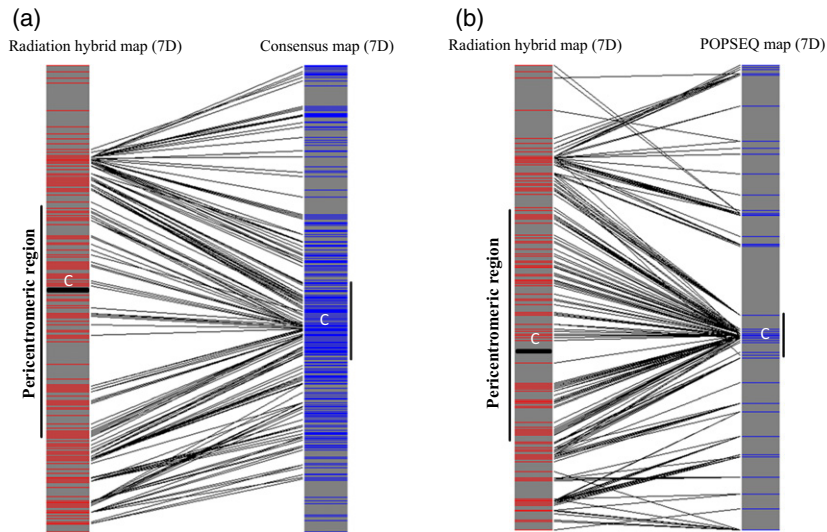 (a)
Radiation hybrid map (7D)
Consensus map (7D)
Pericentromeric region
C
C
(b)
Radiation hybrid map (7D)
POPSEQ map (7D)
Pericentromeric region
C
C